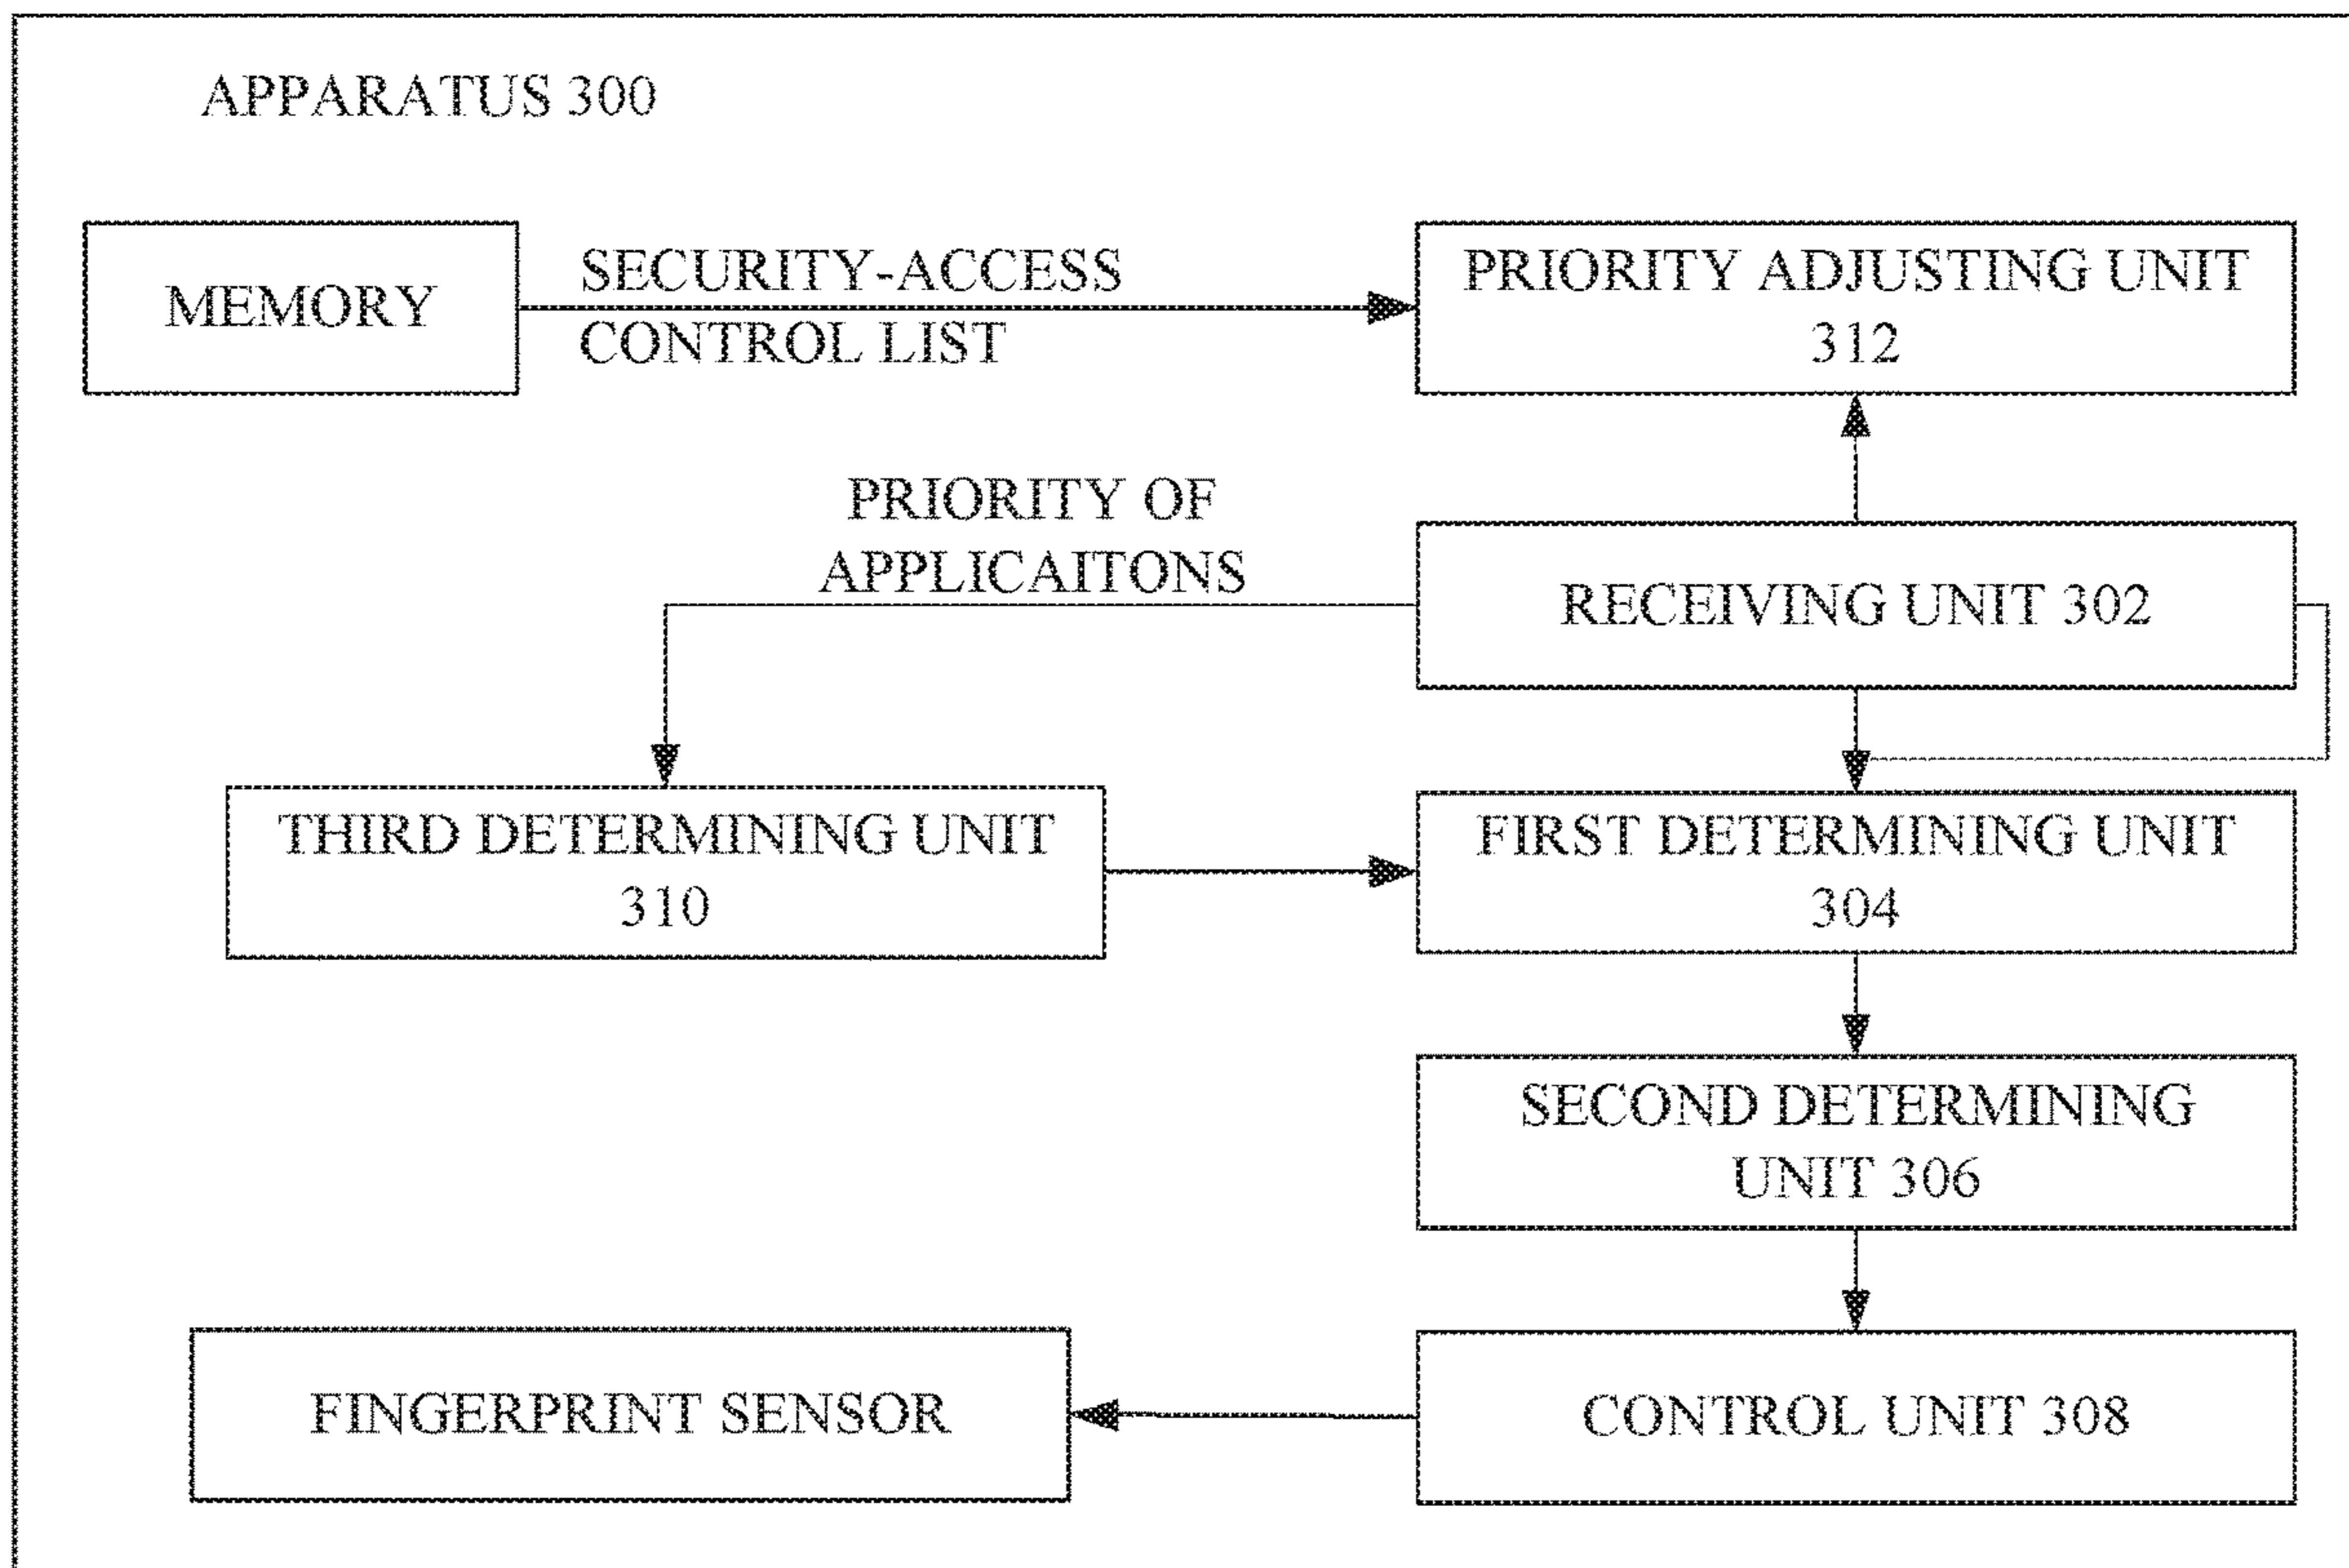 APPARATUS 300
MEMORY
SECURITY-ACCESS
CONTROL LIST
PRIORITY ADJUSTING UNIT
312
PRIORITY OF
APPLICAITONS
RECEIVING UNIT 302
THIRD DETERMINING UNIT
310
FIRST DETERMINING UNIT
304
SECOND DETERMINING
UNIT 306
FINGERPRINT SENSOR
CONTROL UNIT 308